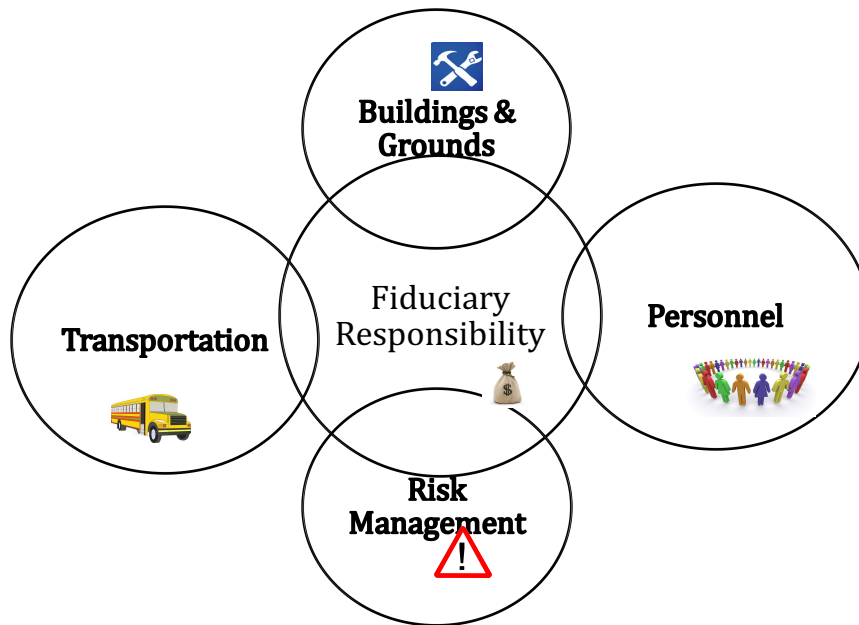 Buildings &
Grounds
Fiduciary
Responsibility
Transportation
Personnel
$
Risk
Management
!